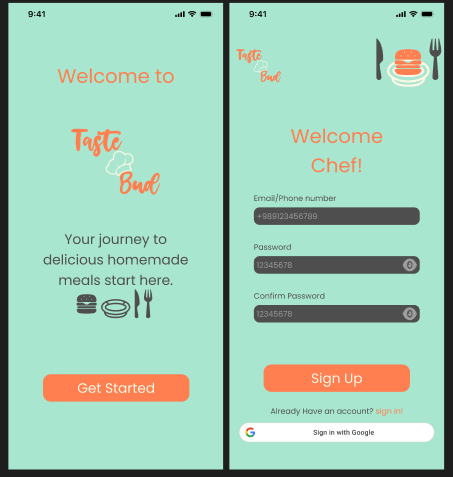 9:41
Welcome to
Taste
Bud
Your journey to
delicious homemade
meals start here.
Get Started
9:41
Taste
Bud
Welcome
Chef!
Email/Phone number
+989123456789
Password
12345678
Confirm Password
12345678
Sign Up
Already Have an account? sign in!
Sign in with Google